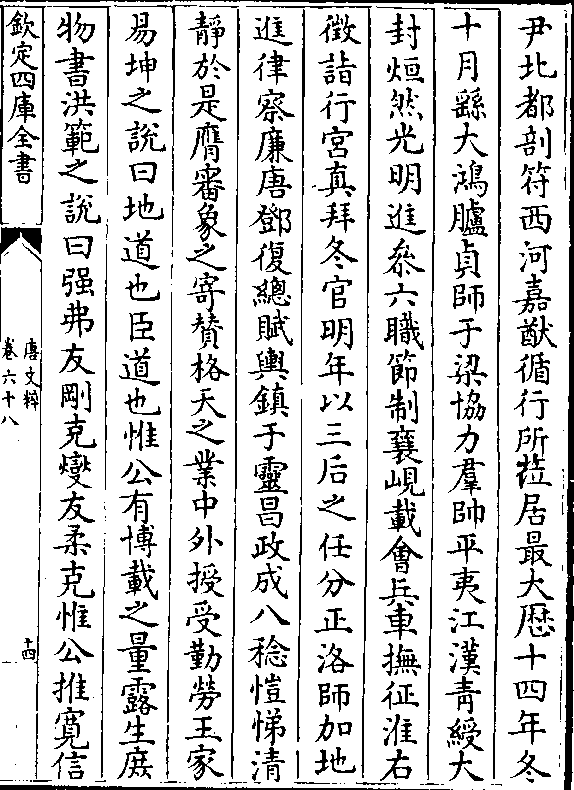 尹北都剖符西河嘉猷循行所莅居最大厯十四年冬
十月繇大鴻臚貞師于梁協力羣帥平夷江漢青綬大
封烜然光明進叅六職節制襄峴載會兵車撫征淮右
徴詣行宮真拜冬官明年以三后之任分正洛師加地
進律察廉唐鄧復總賦輿鎮于靈昌政成八稔愷悌清
靜於是膺審象之寄賛格天之業中外授受勤勞王家
易坤之說曰地道也臣道也惟公有博載之量露生庶
物書洪範之說曰强弗友剛克燮友柔克惟公推寛信
欽定四庫全書
唐文粹
卷六十八
十四